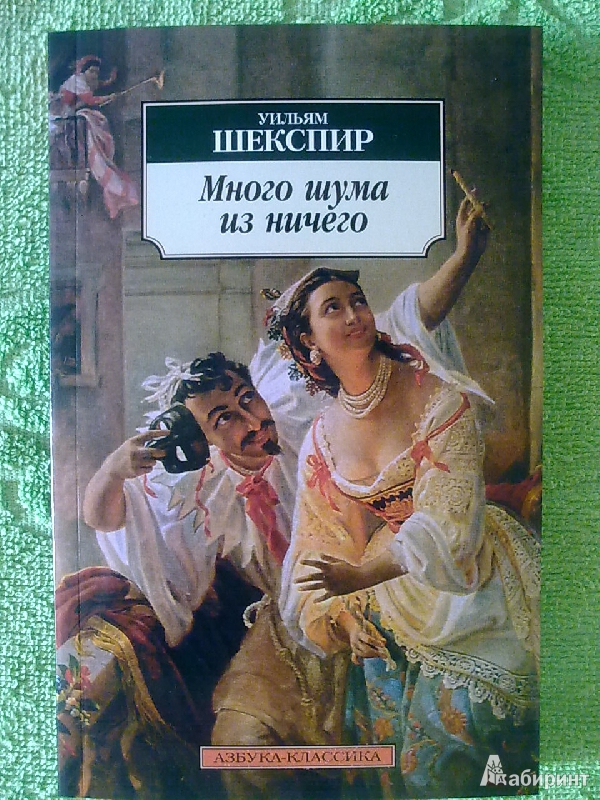 УИЛЬЯМ
ШЕКСПИР
Много шума
из ничего
АЗБУКА-КЛАССИКА
Лабиринт